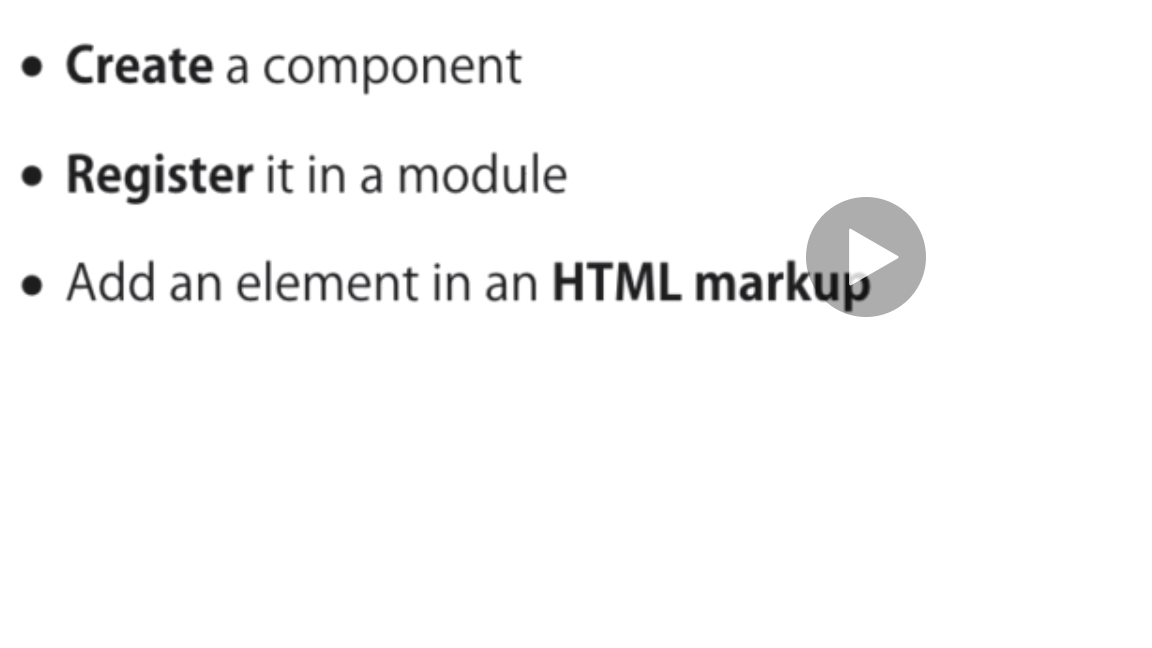 • Create a component
• Register it in a module
• Add an element in an HTML markup